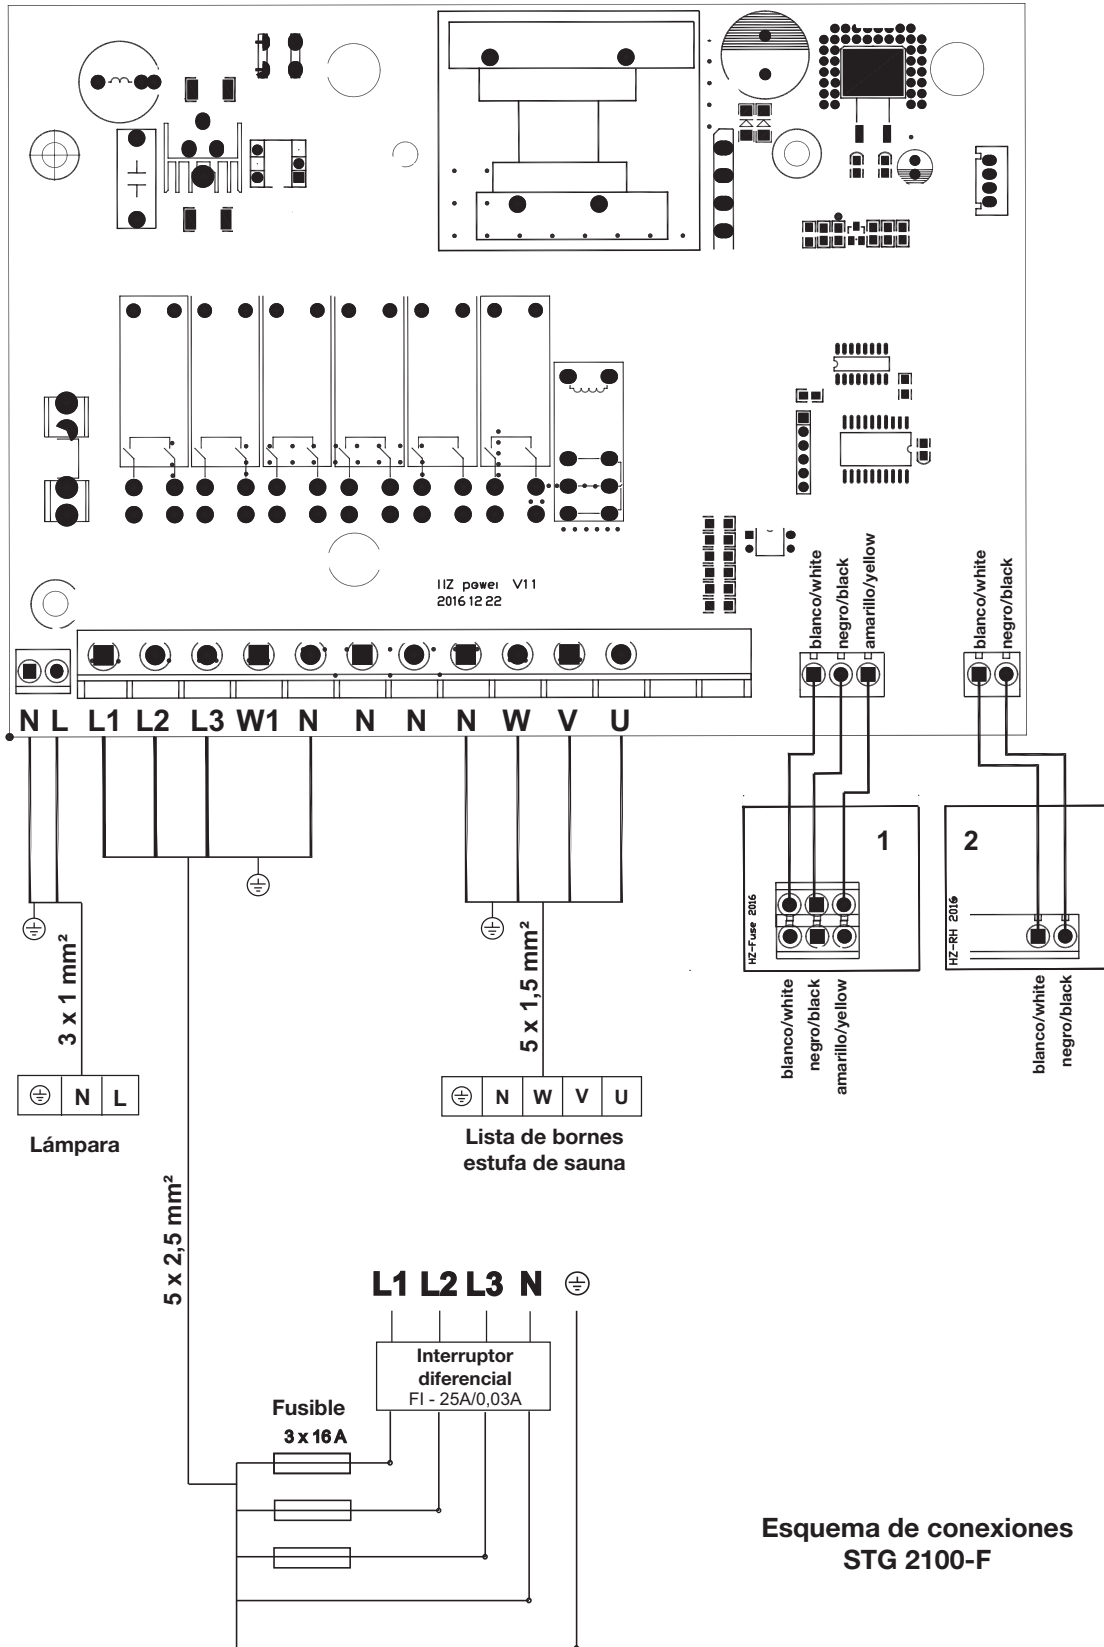 IIZ power V11
2016 12 22
blanco/white
negro/black
amarillo/yellow
blanco/white
negro/black
N L L1 L2 L3 W1 N N N N W V U
1
2
HZ-Fuse 2016
HZ-RH 2016
3 x 1 mm²
5 x 1,5 mm²
blanco/white
negro/black
amarillo/yellow
blanco/white
negro/black
N L
Lámpara
N W V U
Lista de bornes
estufa de sauna
5 x 2,5 mm²
L1 L2 L3 N
Interruptor
diferencial
FI - 25A/0,03A
Fusible
3 x 16 A
Esquema de conexiones
STG 2100-F